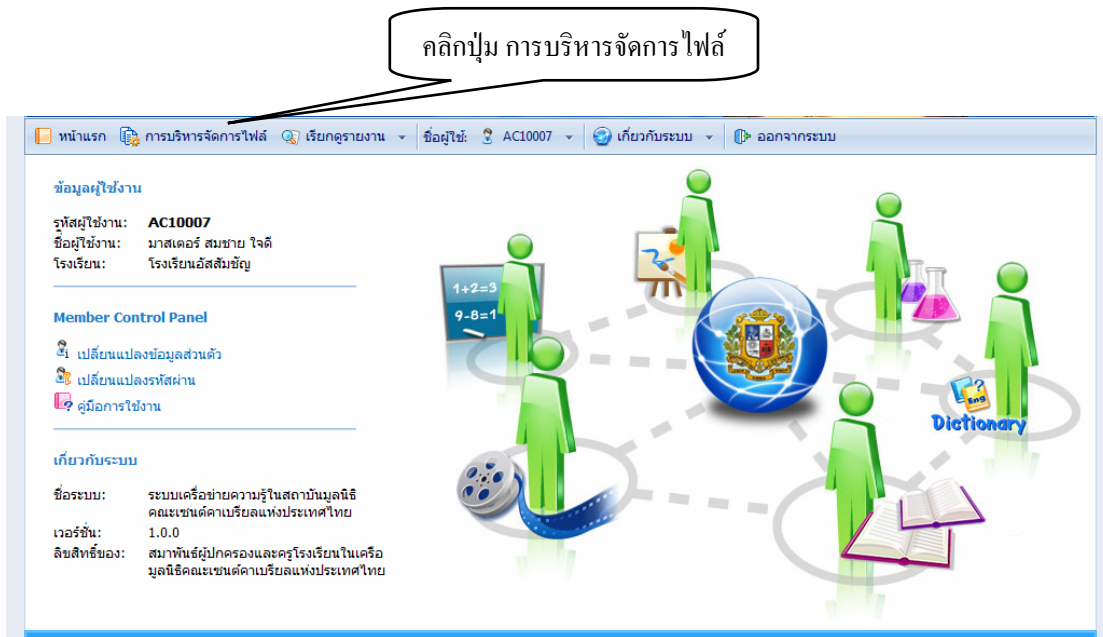 คลิกปุ่ม การบริหารจัดการไฟล์
หน้าแรก การบริหารจัดการไฟล์ เรียกดูรายงาน ชื่อผู้ใช้: AC10007 เกี่ยวกับระบบ ออกจากระบบ
ข้อมูลผู้ใช้งาน
รหัสผู้ใช้งาน: AC10007
ชื่อผู้ใช้งาน: มาสเตอร์ สมชาย ใจดี
โรงเรียน: โรงเรียนอัสสัมชัญ
Member Control Panel
เปลี่ยนแปลงข้อมูลส่วนตัว
เปลี่ยนแปลงรหัสผ่าน
คู่มือการใช้งาน
เกี่ยวกับระบบ
ชื่อระบบ: ระบบเครือข่ายความรู้ในสถาบันมูลนิธิ
คณะเซนต์คาเบรียลแห่งประเทศไทย
เวอร์ชั่น: 1.0.0
ลิขสิทธิ์ของ: สมาพันธ์ผู้ปกครองและครูโรงเรียนในเครือ
มูลนิธิคณะเซนต์คาเบรียลแห่งประเทศไทย
1+2=3
9-8=1
?
Eng
Dictionary